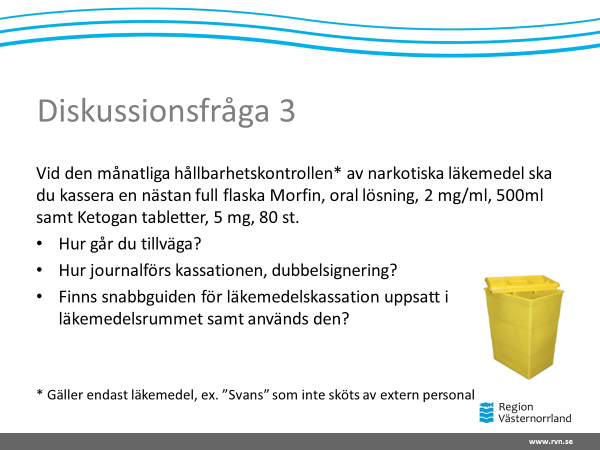 Diskussionsfråga 3
Vid den månatliga hållbarhetskontrollen* av narkotiska läkemedel ska
du kassera en nästan full flaska Morfin, oral lösning, 2 mg/ml, 500ml
samt Ketogan tabletter, 5 mg, 80 st.
• Hur går du tillväga?
• Hur journalförs kassationen, dubbelsignering?
• Finns snabbguiden för läkemedelskassation uppsatt i
läkemedelsrummet samt används den?
* Gäller endast läkemedel, ex. ”Svans” som inte sköts av extern personal
Region
Västernorrland
www.rvn.se